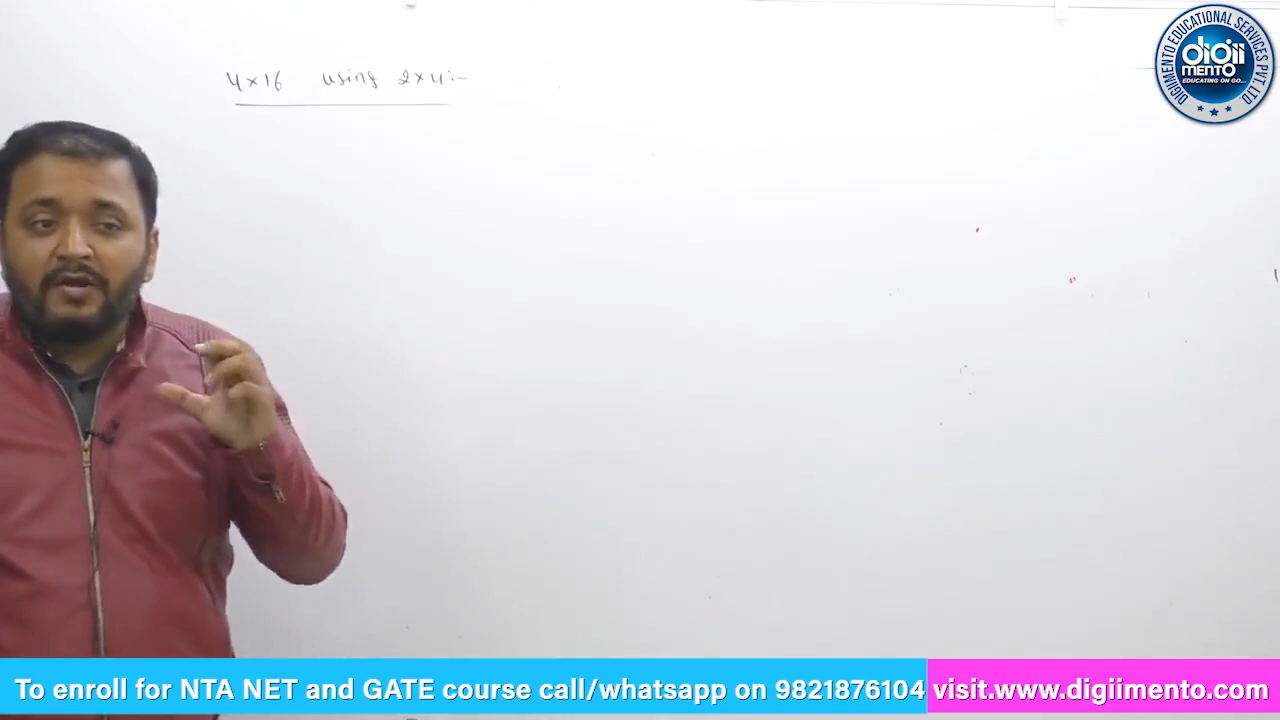 4×16 using 2×4:-
DIGIIMENTO EDUCATIONAL SERVICES PVT. LTD
digii
MENTO
EDUCATING ON GO...
To enroll for NTA NET and GATE course call/whatsapp on 9821876104 visit.www.digiimento.com